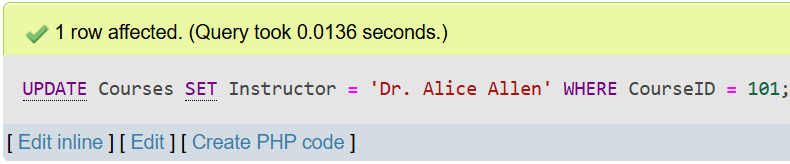 1 row affected. (Query took 0.0136 seconds.)
UPDATE Courses SET Instructor = 'Dr. Alice Allen' WHERE CourseID = 101;
[ Edit inline ] [ Edit ] [ Create PHP code ]